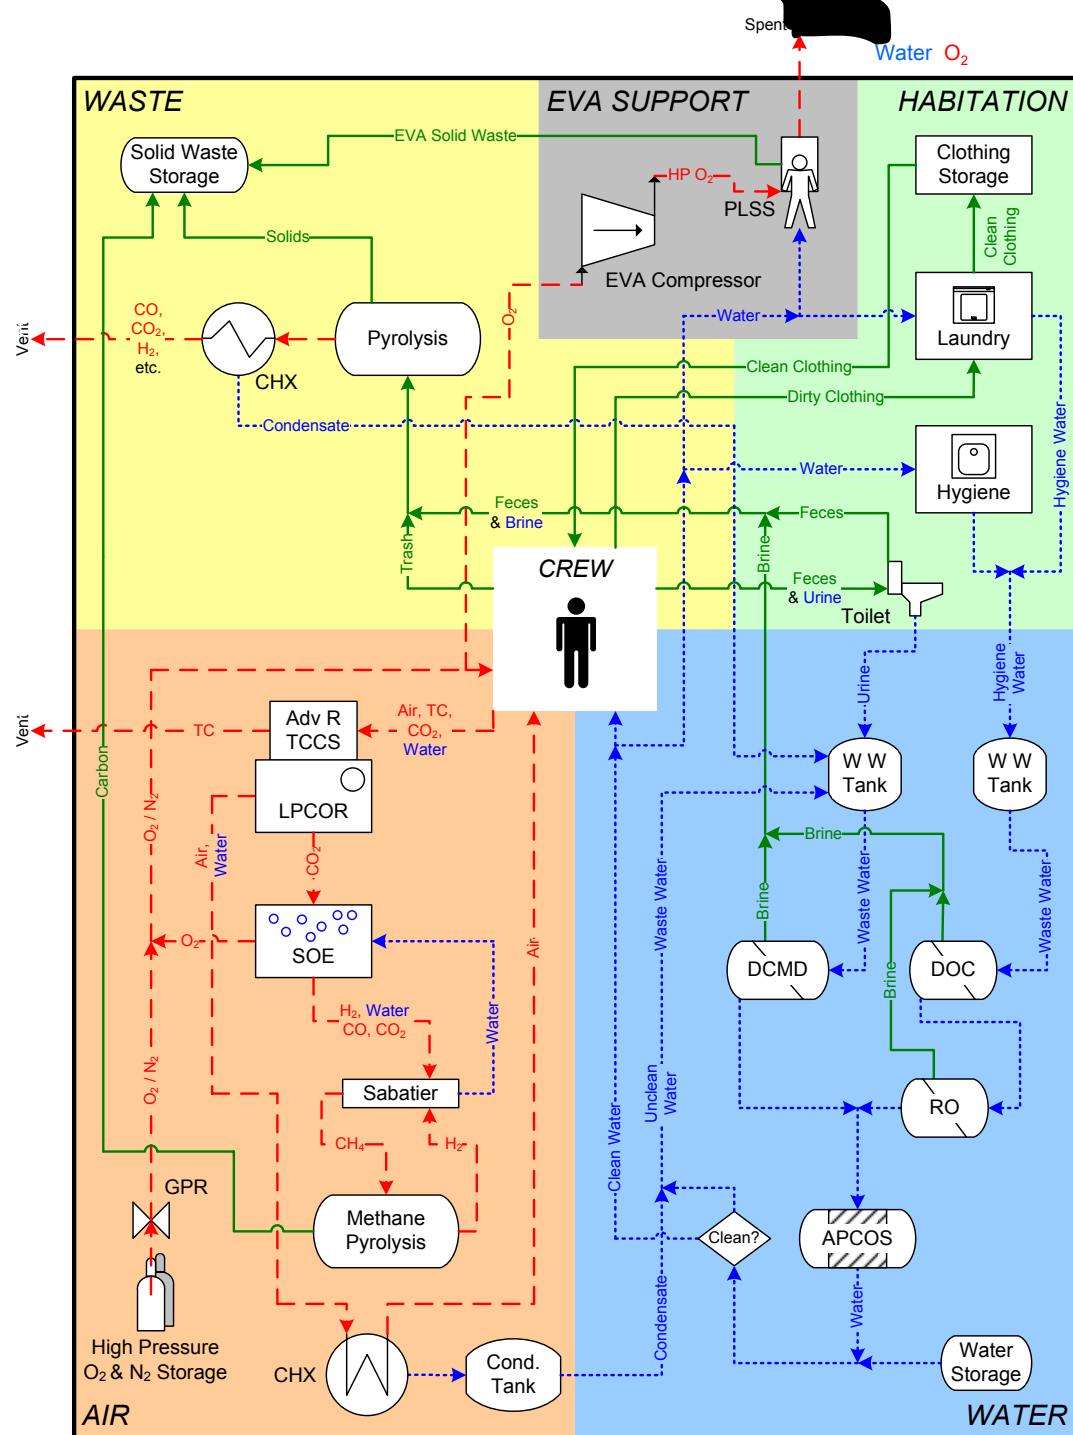 Spent
Water O₂
WASTE
EVA SUPPORT
HABITATION
Solid Waste
Storage
EVA Solid Waste
HP O₂
PLSS
Clothing
Storage
Clean
Clothing
Solids
EVA Compressor
O₂
CO,
CO₂,
H₂,
etc.
Vent
CHX
Pyrolysis
Water
Laundry
Clean Clothing
Dirty Clothing
Condensate
Hygiene Water
Water
Hygiene
Feces
& Brine
Feces
Trash
Brine
CREW
Feces
& Urine
Toilet
Urine
Hygiene
Water
Vent
TC
Adv R
TCCS
Air, TC,
CO₂,
Water
LPCOR
W W
Tank
W W
Tank
Carbon
O₂ / N₂
Air,
Water
CO₂
Brine
Waste Water
Waste Water
Waste Water
Brine
O₂
SOE
Air
DCMD
DOC
Brine
H₂, Water
CO, CO₂
Water
O₂ / N₂
Sabatier
Unclean
Water
RO
CH₄
H₂
Clean Water
GPR
Methane
Pyrolysis
Clean?
APCOS
Water
Condensate
High Pressure
O₂ & N₂ Storage
CHX
Cond.
Tank
Water
Storage
AIR
WATER